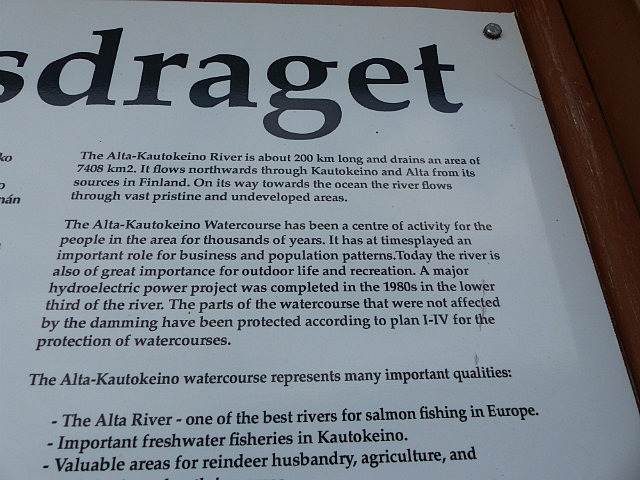 sdraget
ko
nán
The Alta-Kautokeino River is about 200 km long and drains an area of
7408 km2. It flows northwards through Kautokeino and Alta from its
sources in Finland. On its way towards the ocean the river flows
through vast pristine and undeveloped areas.
The Alta-Kautokeino Watercourse has been a centre of activity for the
people in the area for thousands of years. It has at timesplayed an
important role for business and population patterns.Today the river is
also of great importance for outdoor life and recreation. A major
hydroelectric power project was completed in the 1980s in the lower
third of the river. The parts of the watercourse that were not affected
by the damming have been protected according to plan I-IV for the
protection of watercourses.
The Alta-Kautokeino watercourse represents many important qualities:
- The Alta River - one of the best rivers for salmon fishing in Europe.
- Important freshwater fisheries in Kautokeino.
- Valuable areas for reindeer husbandry, agriculture, and